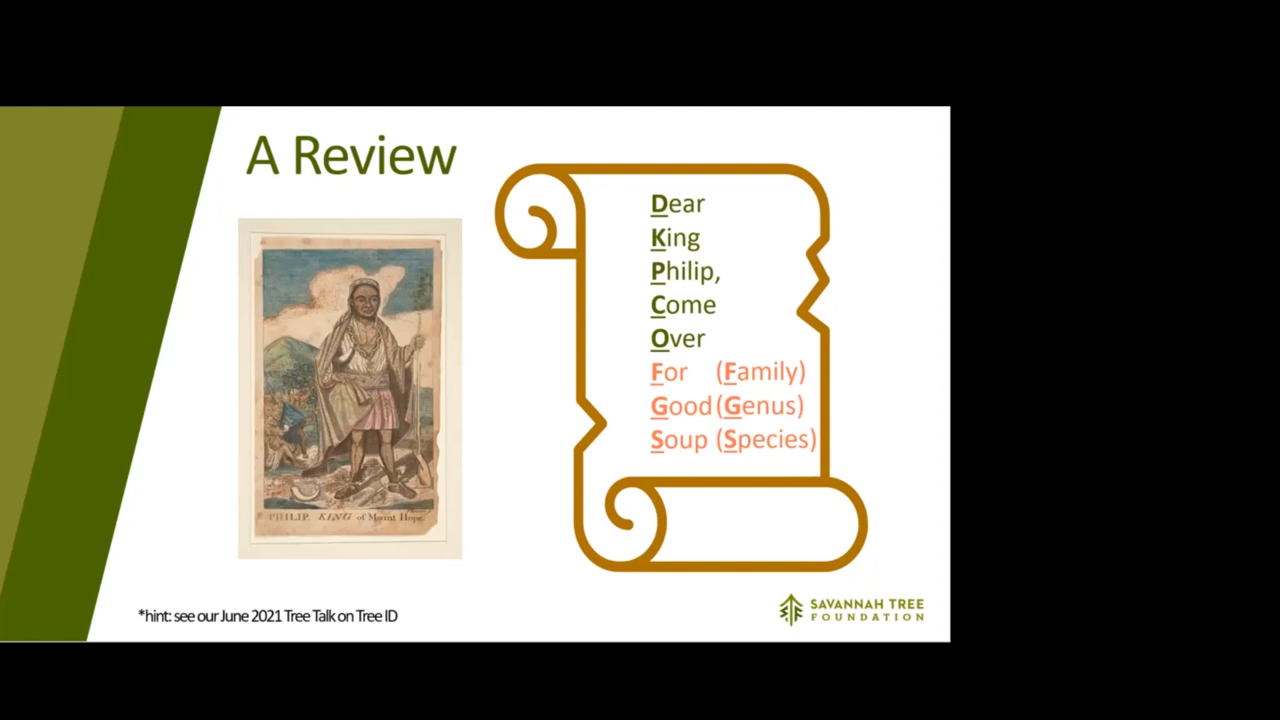 A Review
Dear
King
Philip,
Come
Over
For (Family)
Good (Genus)
Soup (Species)
PHILIP. KING of Mount Hope.
*hint: see our June 2021 Tree Talk on Tree ID
SAVANNAH TREE
FOUNDATION